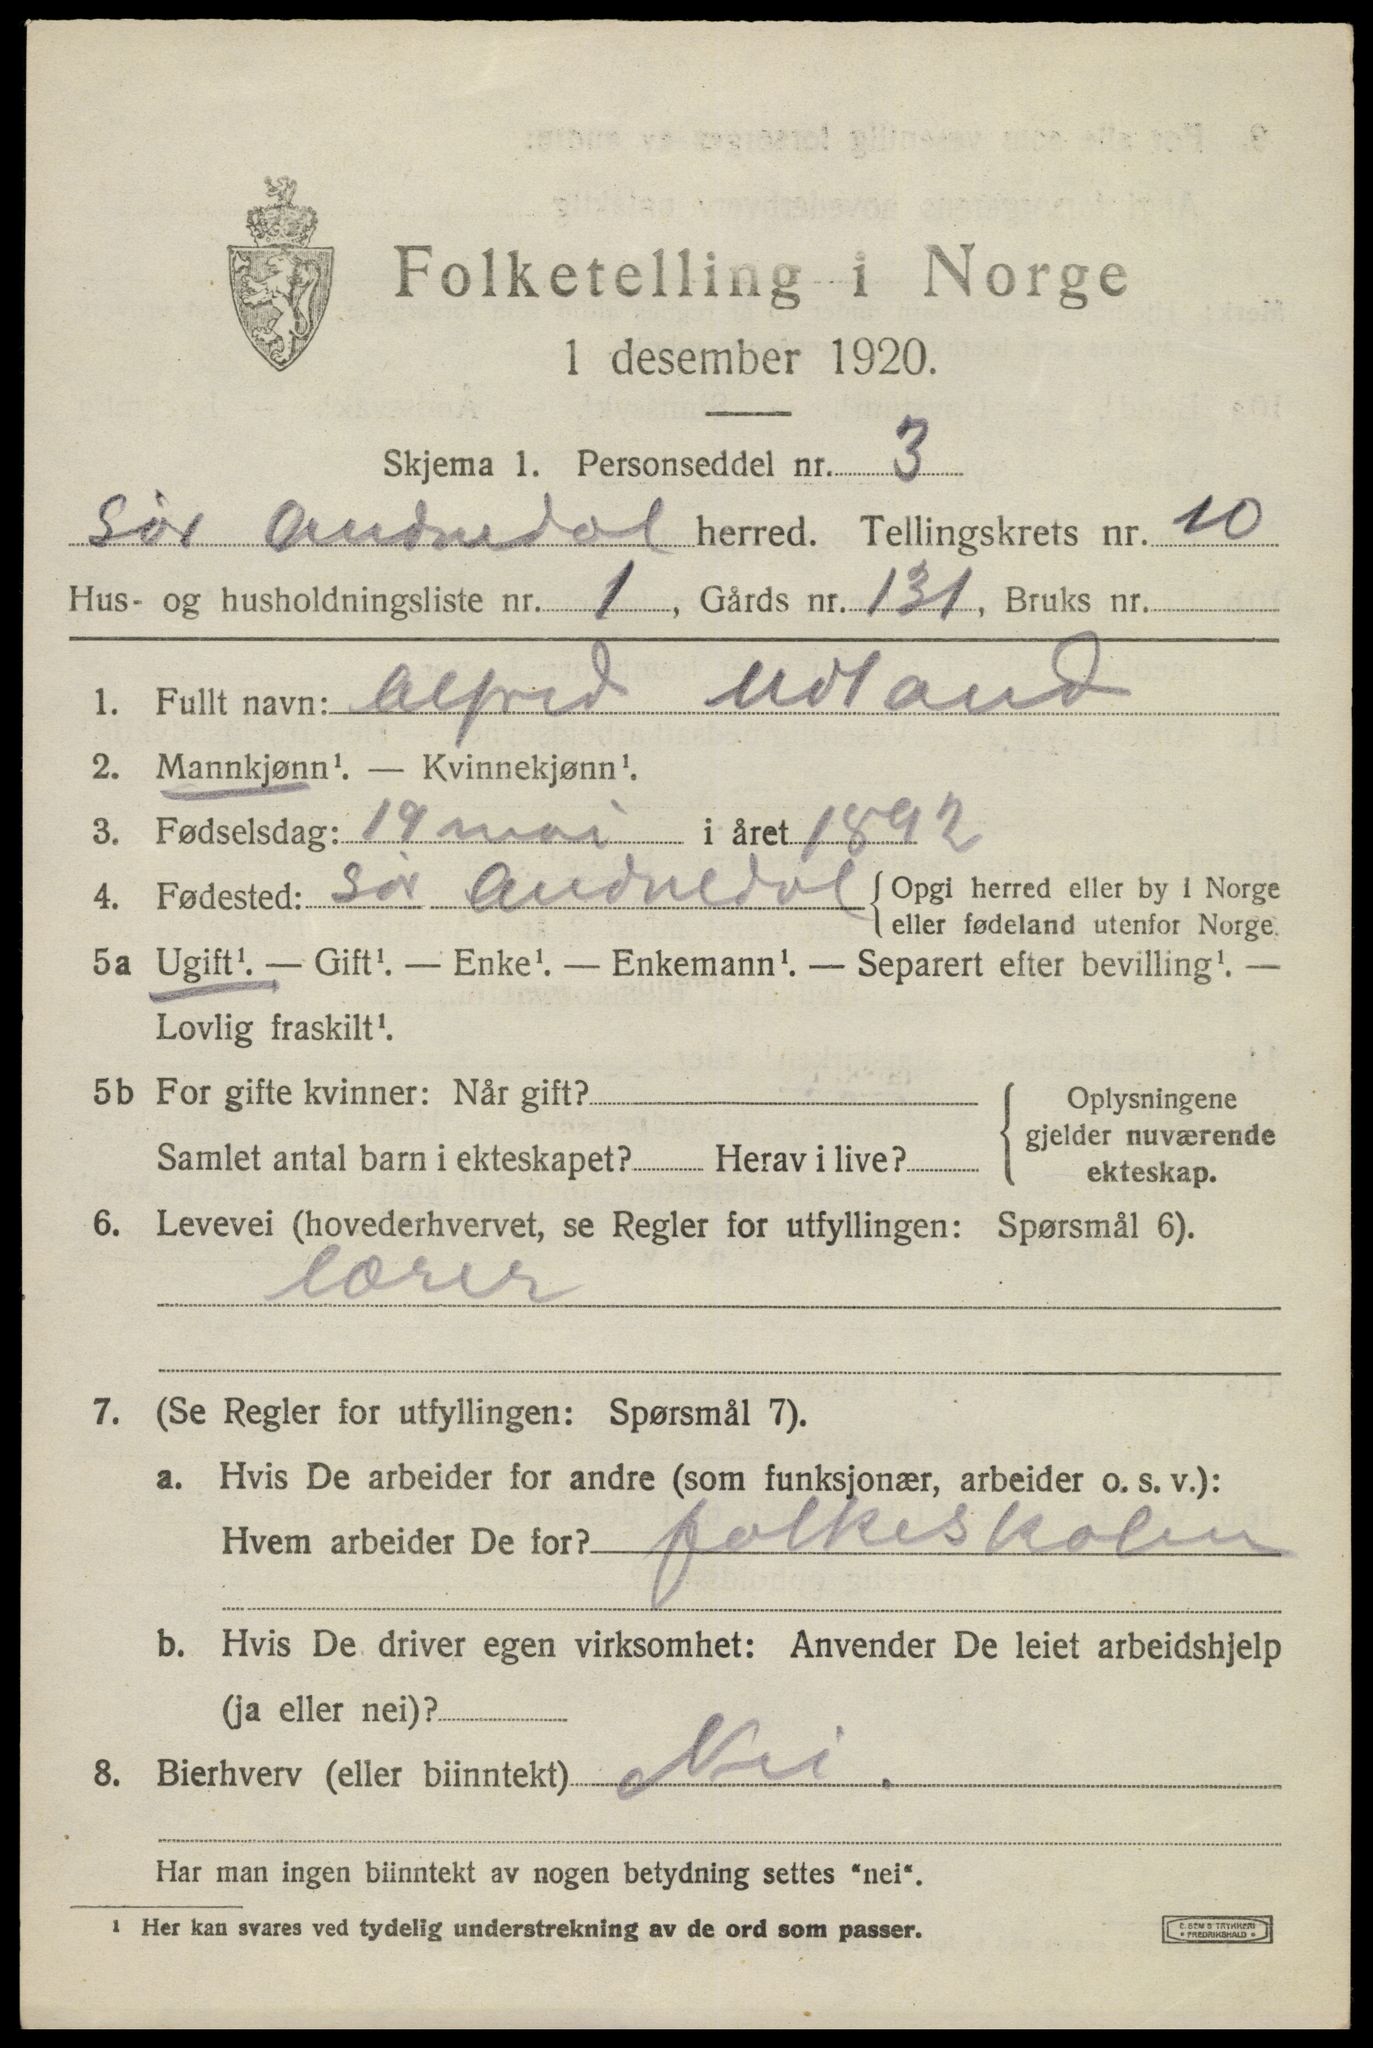 Folketelling i Norge
1 desember 1920.
Skjema 1. Personseddel nr. 3
Sør Audnedal herred. Tellingskrets nr. 10
Hus- og husholdningsliste nr. 1, Gårds nr. 131, Bruks nr.
1. Fullt navn: Alfred Udland
2. Mannkjønn¹. — Kvinnekjønn¹.
3. Fødselsdag: 19 mai i året 1892
4. Fødested: Sør Audnedal { Opgi herred eller by i Norge
eller fødeland utenfor Norge.
5a Ugift¹. — Gift¹. — Enke¹. — Enkemann¹. — Separert efter bevilling¹. —
Lovlig fraskilt¹.
5b For gifte kvinner: Når gift?
Samlet antal barn i ekteskapet? Herav i live?
{ Oplysningene
gjelder nuværende
ekteskap.
6. Levevei (hovederhvervet, se Regler for utfyllingen: Spørsmål 6).
lærer
7. (Se Regler for utfyllingen: Spørsmål 7).
a. Hvis De arbeider for andre (som funksjonær, arbeider o. s. v.):
Hvem arbeider De for? folkeskolen
b. Hvis De driver egen virksomhet: Anvender De leiet arbeidshjelp
(ja eller nei)?
8. Bierhverv (eller biinntekt) Nei.
Har man ingen biinntekt av nogen betydning settes "nei".
¹ Her kan svares ved tydelig understrekning av de ord som passer.
E. SEM'S TRYKKERI
FREDRIKSHALD